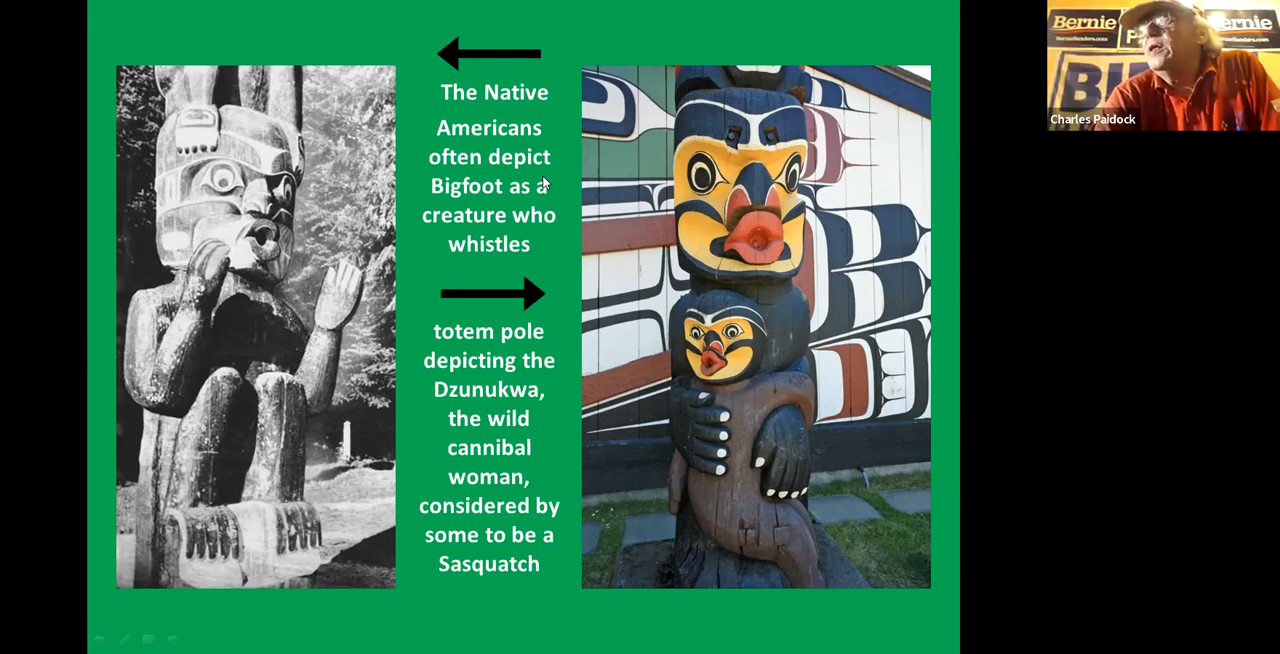 The Native
Americans
often depict
Bigfoot as a
creature who
whistles
totem pole
depicting the
Dzunukwa,
the wild
cannibal
woman,
considered by
some to be a
Sasquatch
Bernie
Charles Paidock